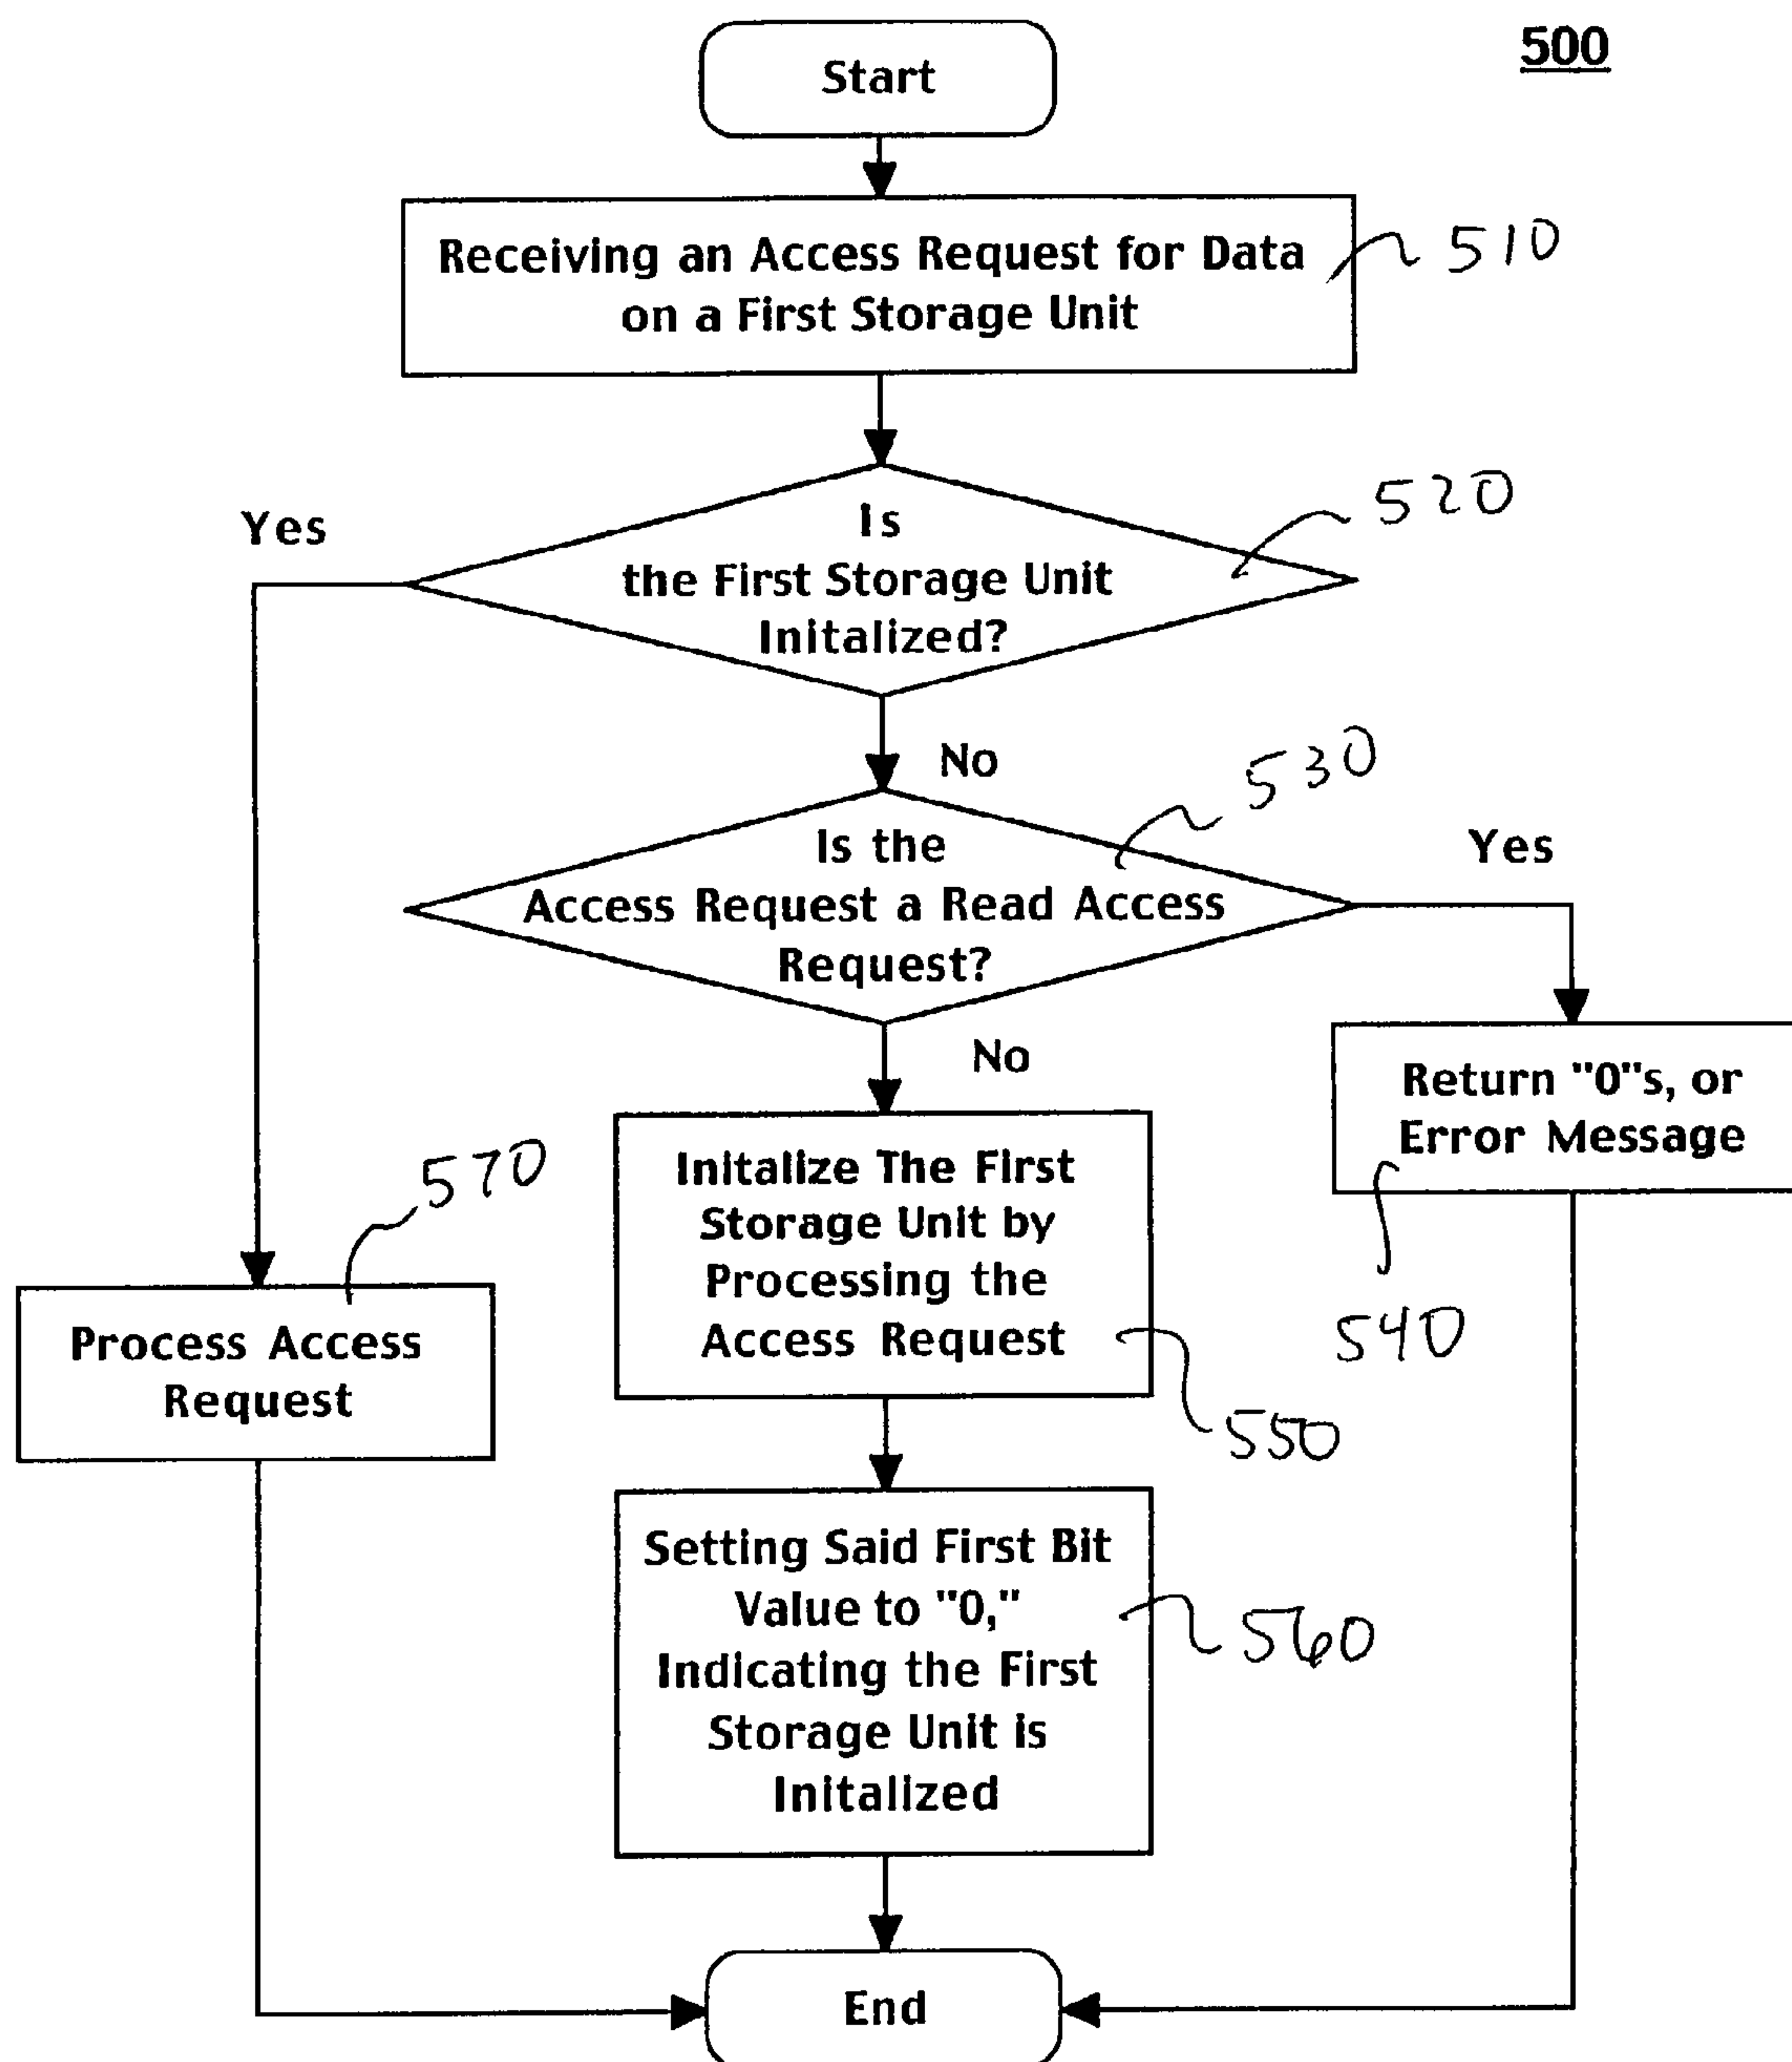 500
Start
Receiving an Access Request for Data
on a First Storage Unit
510
Is
the First Storage Unit
Initalized?
520
Yes
No
530
Is the
Access Request a Read Access
Request?
Yes
No
Return "0"s, or
Error Message
540
Initalize The First
Storage Unit by
Processing the
Access Request
550
570
Process Access
Request
Setting Said First Bit
Value to "0,"
Indicating the First
Storage Unit is
Initalized
560
End